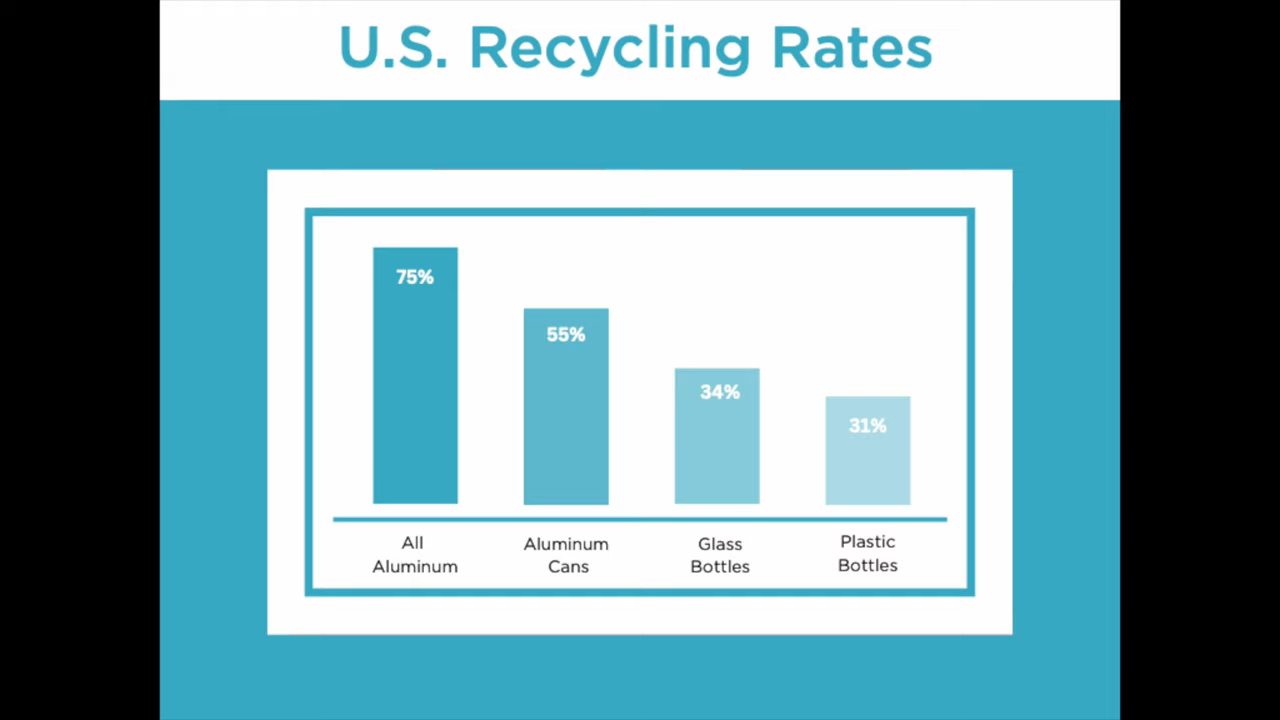 U.S. Recycling Rates
75%
55%
34%
31%
All
Aluminum
Aluminum
Cans
Glass
Bottles
Plastic
Bottles